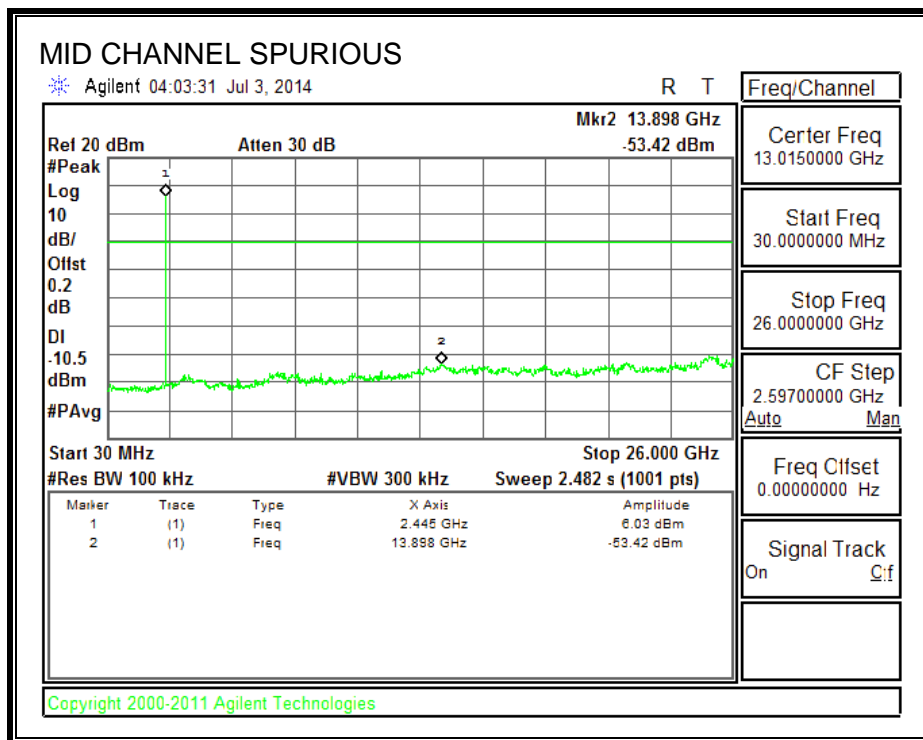 MID CHANNEL SPURIOUS
Agilent 04:03:31 Jul 3, 2014
R T
Mkr2 13.898 GHz
Ref 20 dBm Atten 30 dB -53.42 dBm
#Peak
Log
10
dB/
Offst
0.2
dB
DI
-10.5
dBm
#PAvg
1
2
Start 30 MHz Stop 26.000 GHz
#Res BW 100 kHz #VBW 300 kHz Sweep 2.482 s (1001 pts)
Marker Trace Type X Axis Amplitude
1 (1) Freq 2.445 GHz 6.03 dBm
2 (1) Freq 13.898 GHz -53.42 dBm
Freq/Channel
Center Freq
13.0150000 GHz
Start Freq
30.0000000 MHz
Stop Freq
26.0000000 GHz
CF Step
2.59700000 GHz
Auto Man
Freq Offset
0.00000000 Hz
Signal Track
On Off
Copyright 2000-2011 Agilent Technologies